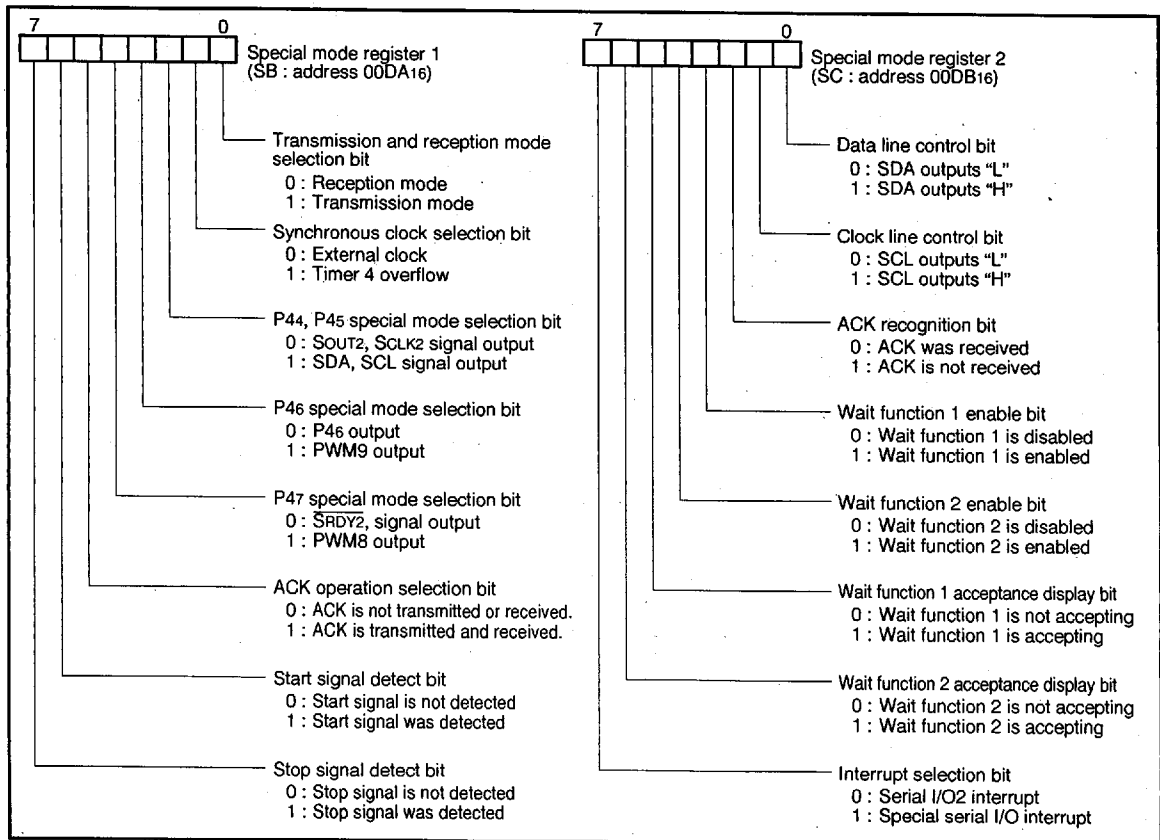 7 0
Special mode register 1
(SB : address 00DA16)
Transmission and reception mode
selection bit
0 : Reception mode
1 : Transmission mode
Synchronous clock selection bit
0 : External clock
1 : Timer 4 overflow
P44, P45 special mode selection bit
0 : SOUT2, SCLK2 signal output
1 : SDA, SCL signal output
P46 special mode selection bit
0 : P46 output
1 : PWM9 output
P47 special mode selection bit
0 : S̅R̅D̅Y̅2̅, signal output
1 : PWM8 output
ACK operation selection bit
0 : ACK is not transmitted or received.
1 : ACK is transmitted and received.
Start signal detect bit
0 : Start signal is not detected
1 : Start signal was detected
Stop signal detect bit
0 : Stop signal is not detected
1 : Stop signal was detected
7 0
Special mode register 2
(SC : address 00DB16)
Data line control bit
0 : SDA outputs “L”
1 : SDA outputs “H”
Clock line control bit
0 : SCL outputs “L”
1 : SCL outputs “H”
ACK recognition bit
0 : ACK was received
1 : ACK is not received
Wait function 1 enable bit
0 : Wait function 1 is disabled
1 : Wait function 1 is enabled
Wait function 2 enable bit
0 : Wait function 2 is disabled
1 : Wait function 2 is enabled
Wait function 1 acceptance display bit
0 : Wait function 1 is not accepting
1 : Wait function 1 is accepting
Wait function 2 acceptance display bit
0 : Wait function 2 is not accepting
1 : Wait function 2 is accepting
Interrupt selection bit
0 : Serial I/O2 interrupt
1 : Special serial I/O interrupt